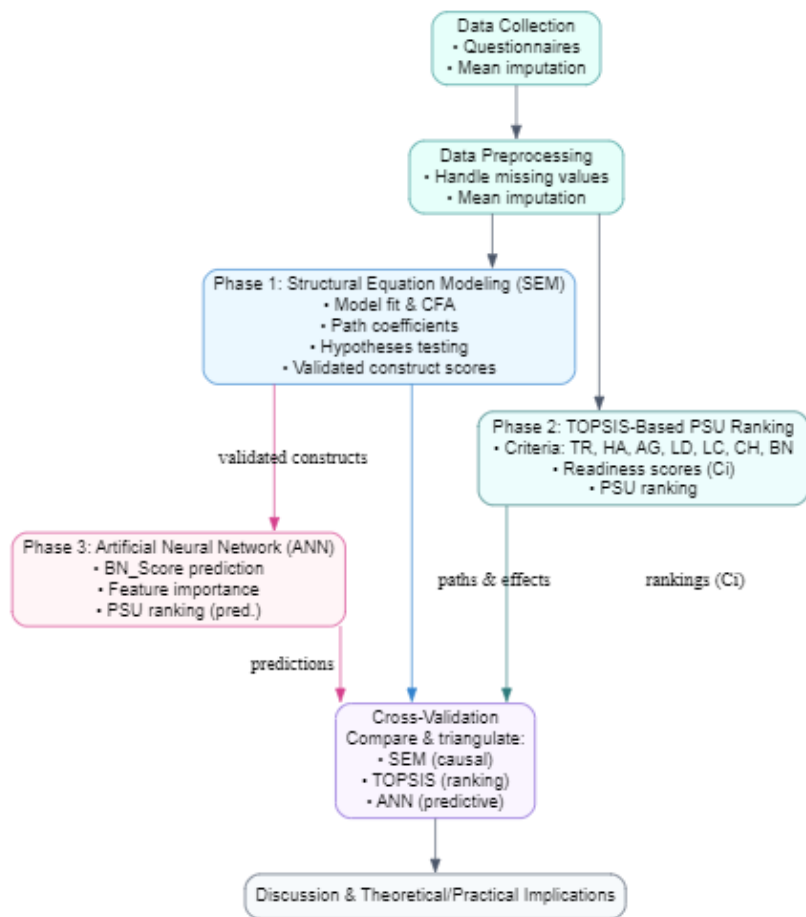 Data Collection
• Questionnaires
• Mean imputation
Data Preprocessing
• Handle missing values
• Mean imputation
Phase 1: Structural Equation Modeling (SEM)
• Model fit & CFA
• Path coefficients
• Hypotheses testing
• Validated construct scores
Phase 2: TOPSIS-Based PSU Ranking
• Criteria: TR, HA, AG, LD, LC, CH, BN
• Readiness scores (Ci)
• PSU ranking
validated constructs
Phase 3: Artificial Neural Network (ANN)
• BN_Score prediction
• Feature importance
• PSU ranking (pred.)
paths & effects
rankings (Ci)
predictions
Cross-Validation
Compare & triangulate:
• SEM (causal)
• TOPSIS (ranking)
• ANN (predictive)
Discussion & Theoretical/Practical Implications